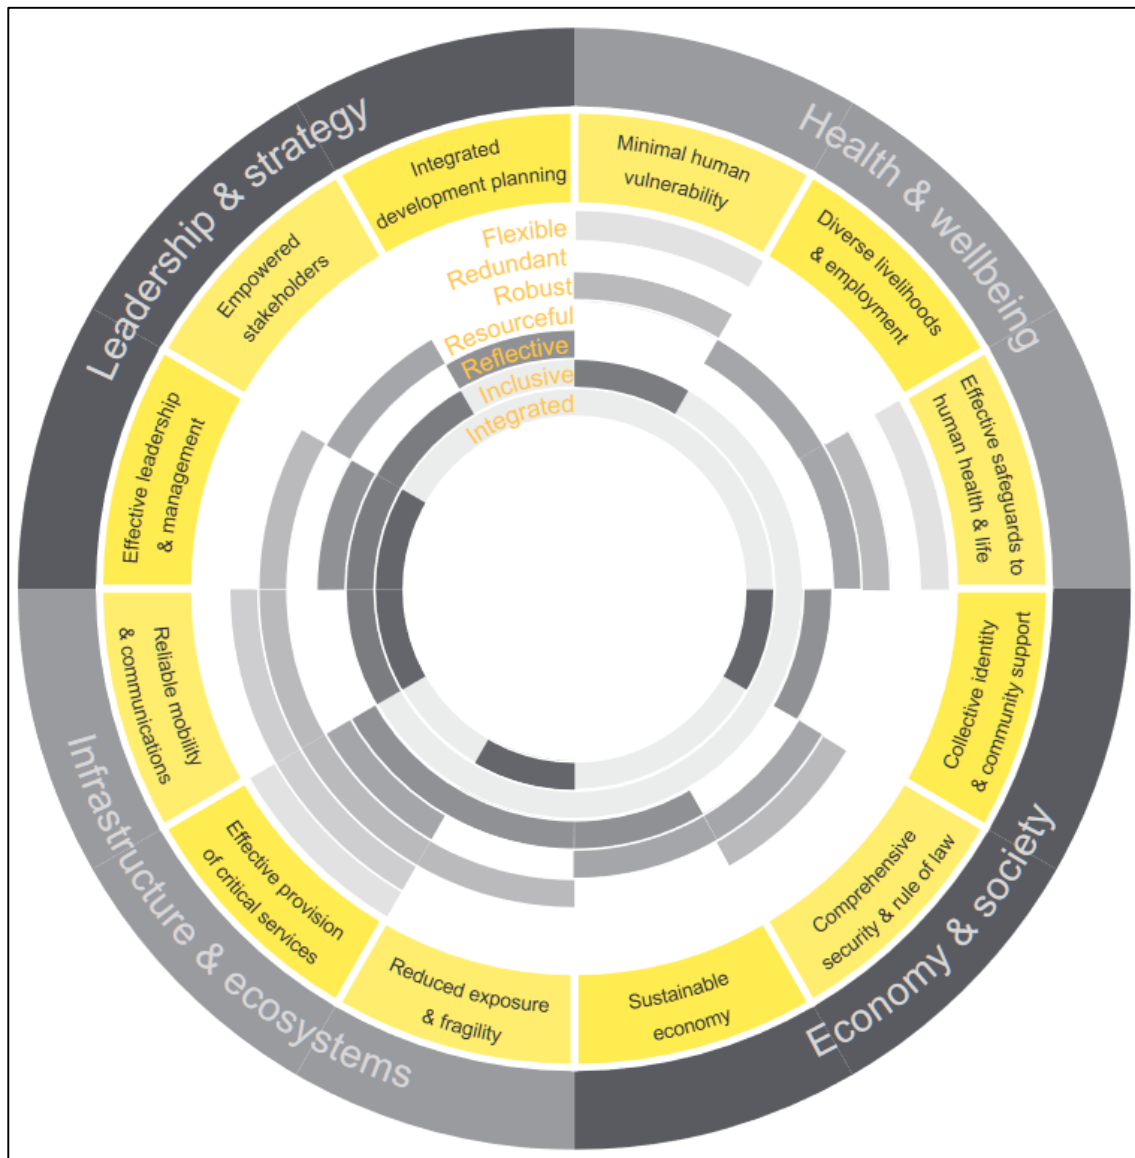 Leadership & strategy
Health & wellbeing
Economy & society
Infrastructure & ecosystems
Integrated
development planning
Minimal human
vulnerability
Diverse livelihoods
& employment
Effective safeguards to
human health & life
Collective identity
& community support
Comprehensive
security & rule of law
Sustainable
economy
Reduced exposure
& fragility
Effective provision
of critical services
Reliable mobility
& communications
Effective leadership
& management
Empowered
stakeholders
Flexible
Redundant
Robust
Resourceful
Reflective
Inclusive
Integrated